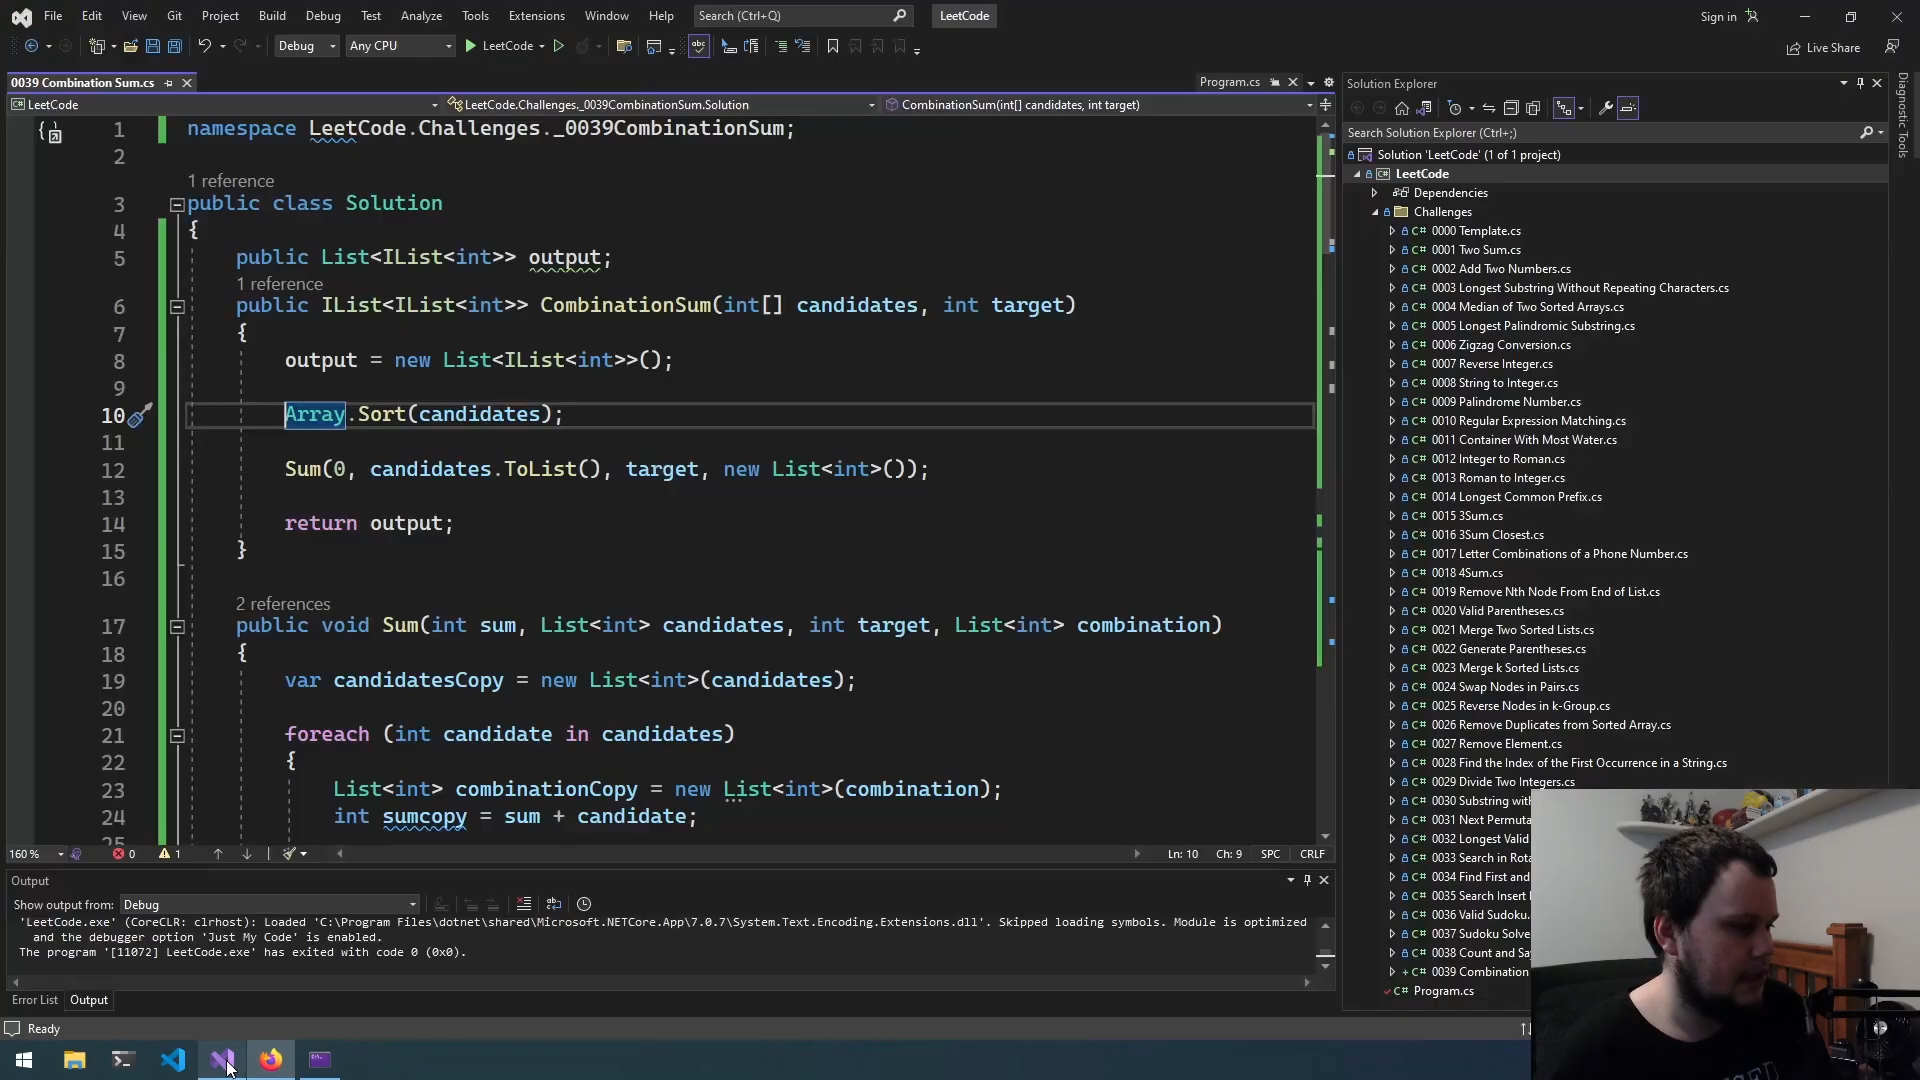 File Edit View Git Project Build Debug Test Analyze Tools Extensions Window Help Search (Ctrl+Q) LeetCode Sign in
Debug Any CPU LeetCode Live Share
0039 Combination Sum.cs Program.cs
LeetCode LeetCode.Challenges._0039CombinationSum.Solution CombinationSum(int[] candidates, int target)
1 namespace LeetCode.Challenges._0039CombinationSum;
2
1 reference
3 public class Solution
4 {
5 public List<IList<int>> output;
1 reference
6 public IList<IList<int>> CombinationSum(int[] candidates, int target)
7 {
8 output = new List<IList<int>>();
9
10 Array.Sort(candidates);
11
12 Sum(0, candidates.ToList(), target, new List<int>());
13
14 return output;
15 }
16
2 references
17 public void Sum(int sum, List<int> candidates, int target, List<int> combination)
18 {
19 var candidatesCopy = new List<int>(candidates);
20
21 foreach (int candidate in candidates)
22 {
23 List<int> combinationCopy = new List<int>(combination);
24 int sumcopy = sum + candidate;
25
160 % 0 1 Ln: 10 Ch: 9 SPC CRLF
Output
Show output from: Debug
'LeetCode.exe' (CoreCLR: clrhost): Loaded 'C:\Program Files\dotnet\shared\Microsoft.NETCore.App\7.0.7\System.Text.Encoding.Extensions.dll'. Skipped loading symbols. Module is optimized
and the debugger option 'Just My Code' is enabled.
The program '[11072] LeetCode.exe' has exited with code 0 (0x0).
Error List Output
Ready
Solution Explorer
Search Solution Explorer (Ctrl+;)
Solution 'LeetCode' (1 of 1 project)
LeetCode
Dependencies
Challenges
C# 0000 Template.cs
C# 0001 Two Sum.cs
C# 0002 Add Two Numbers.cs
C# 0003 Longest Substring Without Repeating Characters.cs
C# 0004 Median of Two Sorted Arrays.cs
C# 0005 Longest Palindromic Substring.cs
C# 0006 Zigzag Conversion.cs
C# 0007 Reverse Integer.cs
C# 0008 String to Integer.cs
C# 0009 Palindrome Number.cs
C# 0010 Regular Expression Matching.cs
C# 0011 Container With Most Water.cs
C# 0012 Integer to Roman.cs
C# 0013 Roman to Integer.cs
C# 0014 Longest Common Prefix.cs
C# 0015 3Sum.cs
C# 0016 3Sum Closest.cs
C# 0017 Letter Combinations of a Phone Number.cs
C# 0018 4Sum.cs
C# 0019 Remove Nth Node From End of List.cs
C# 0020 Valid Parentheses.cs
C# 0021 Merge Two Sorted Lists.cs
C# 0022 Generate Parentheses.cs
C# 0023 Merge k Sorted Lists.cs
C# 0024 Swap Nodes in Pairs.cs
C# 0025 Reverse Nodes in k-Group.cs
C# 0026 Remove Duplicates from Sorted Array.cs
C# 0027 Remove Element.cs
C# 0028 Find the Index of the First Occurrence in a String.cs
C# 0029 Divide Two Integers.cs
C# 0030 Substring with
C# 0031 Next Permuta
C# 0032 Longest Valid
C# 0033 Search in Rota
C# 0034 Find First and
C# 0035 Search Insert
C# 0036 Valid Sudoku.
C# 0037 Sudoku Solve
C# 0038 Count and Sa
C# 0039 Combination
C# Program.cs
Diagnostic Tools